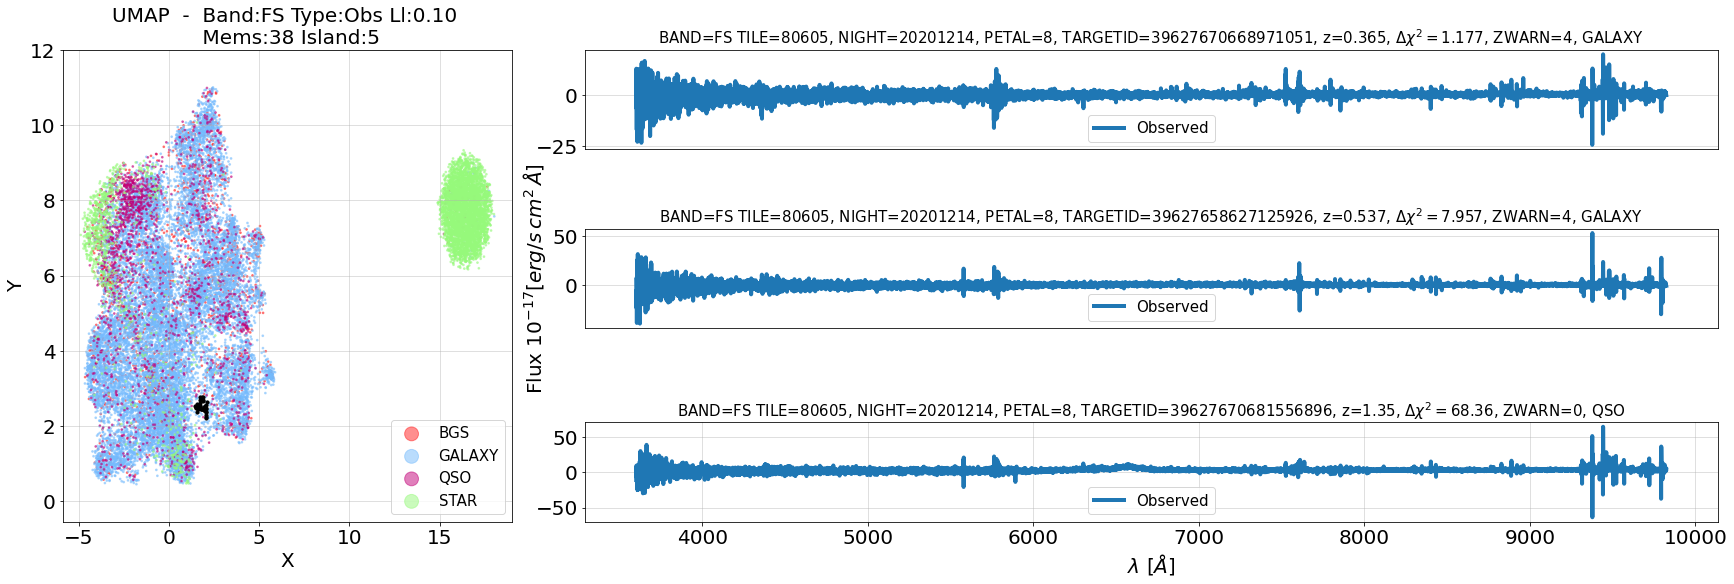 UMAP - Band:FS Type:Obs Ll:0.10
Mems:38 Island:5
12
10
8
6
4
2
0
Y
−5
0
5
10
15
X
BGS
GALAXY
QSO
STAR
Flux 10⁻¹⁷[erg/s cm² Å]
BAND=FS TILE=80605, NIGHT=20201214, PETAL=8, TARGETID=39627670668971051, z=0.365, Δχ² = 1.177, ZWARN=4, GALAXY
0
−25
Observed
BAND=FS TILE=80605, NIGHT=20201214, PETAL=8, TARGETID=39627658627125926, z=0.537, Δχ² = 7.957, ZWARN=4, GALAXY
50
0
Observed
BAND=FS TILE=80605, NIGHT=20201214, PETAL=8, TARGETID=39627670681556896, z=1.35, Δχ² = 68.36, ZWARN=0, QSO
50
0
−50
Observed
4000
5000
6000
7000
8000
9000
10000
λ [Å]